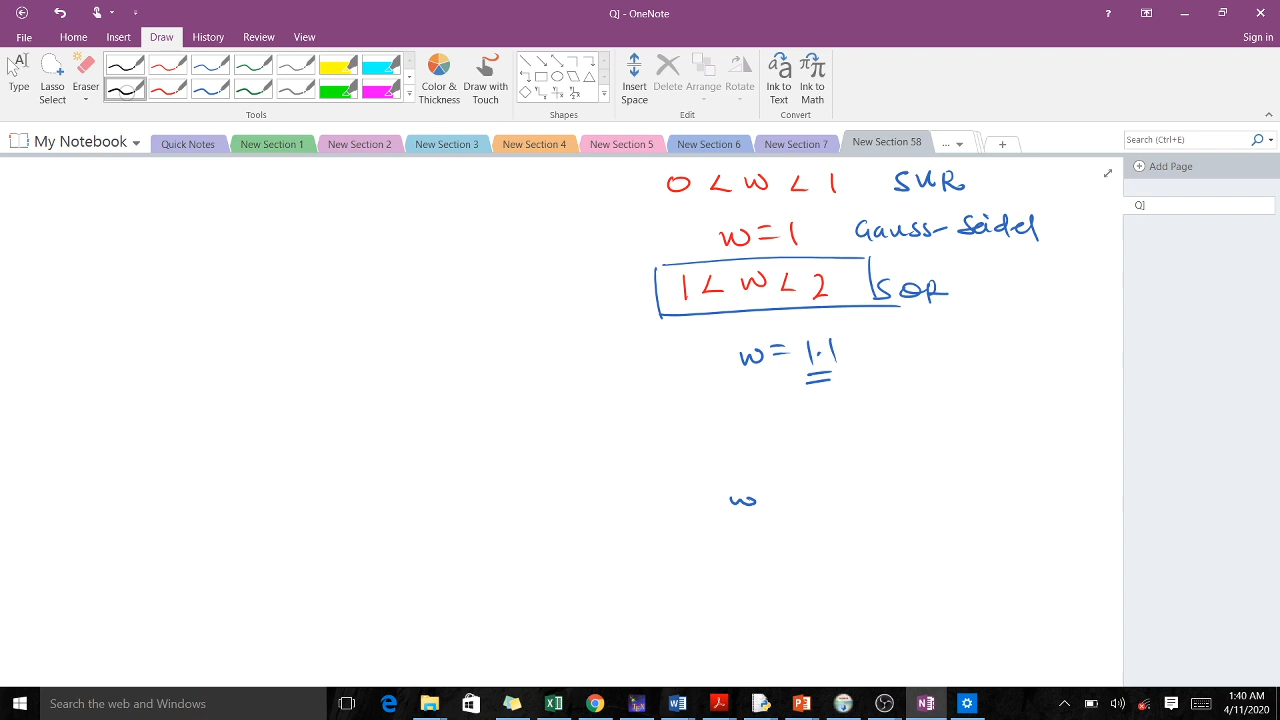 Q] - OneNote
File Home Insert Draw History Review View
Sign in
Type
Lasso Select
Eraser
Color & Thickness
Draw with Touch
Insert Space
Delete
Arrange
Rotate
Ink to Text
Ink to Math
Tools
Shapes
Edit
Convert
My Notebook
Quick Notes
New Section 1
New Section 2
New Section 3
New Section 4
New Section 5
New Section 6
New Section 7
New Section 58
...
Search (Ctrl+E)
Add Page
Q]
0 < w < 1 SUR
w = 1 Gauss-Seidel
1 < w < 2 SOR
w = 1.1
w
Search the web and Windows
1:40 AM
4/11/2020